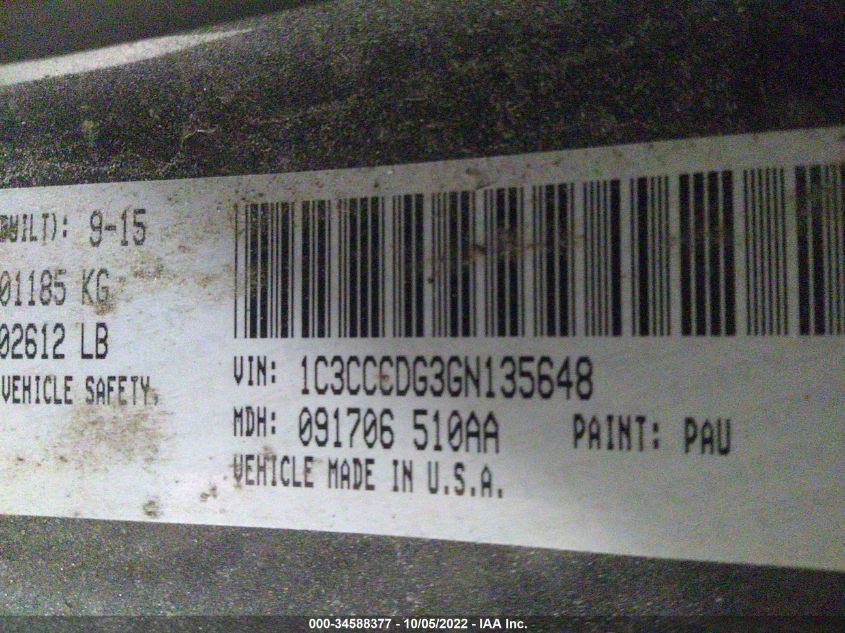 BUILT): 9-15
01185 KG
02612 LB
VEHICLE SAFETY,
VIN: 1C3CCCDG3GN135648
MDH: 091706 510AA PAINT: PAU
VEHICLE MADE IN U.S.A.
000-34588377 - 10/05/2022 - IAA Inc.